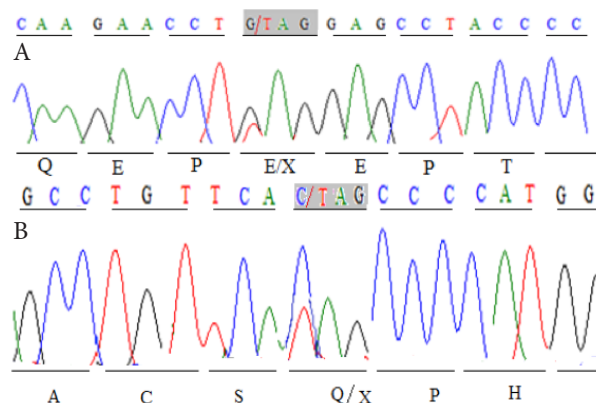 C A A G A A C C T G/T A G G A G C C T A C C C C
A
Q E P E/X E P T
G C C T G T T C A C/T A G C C C C A T G G
B
A C S Q/X P H